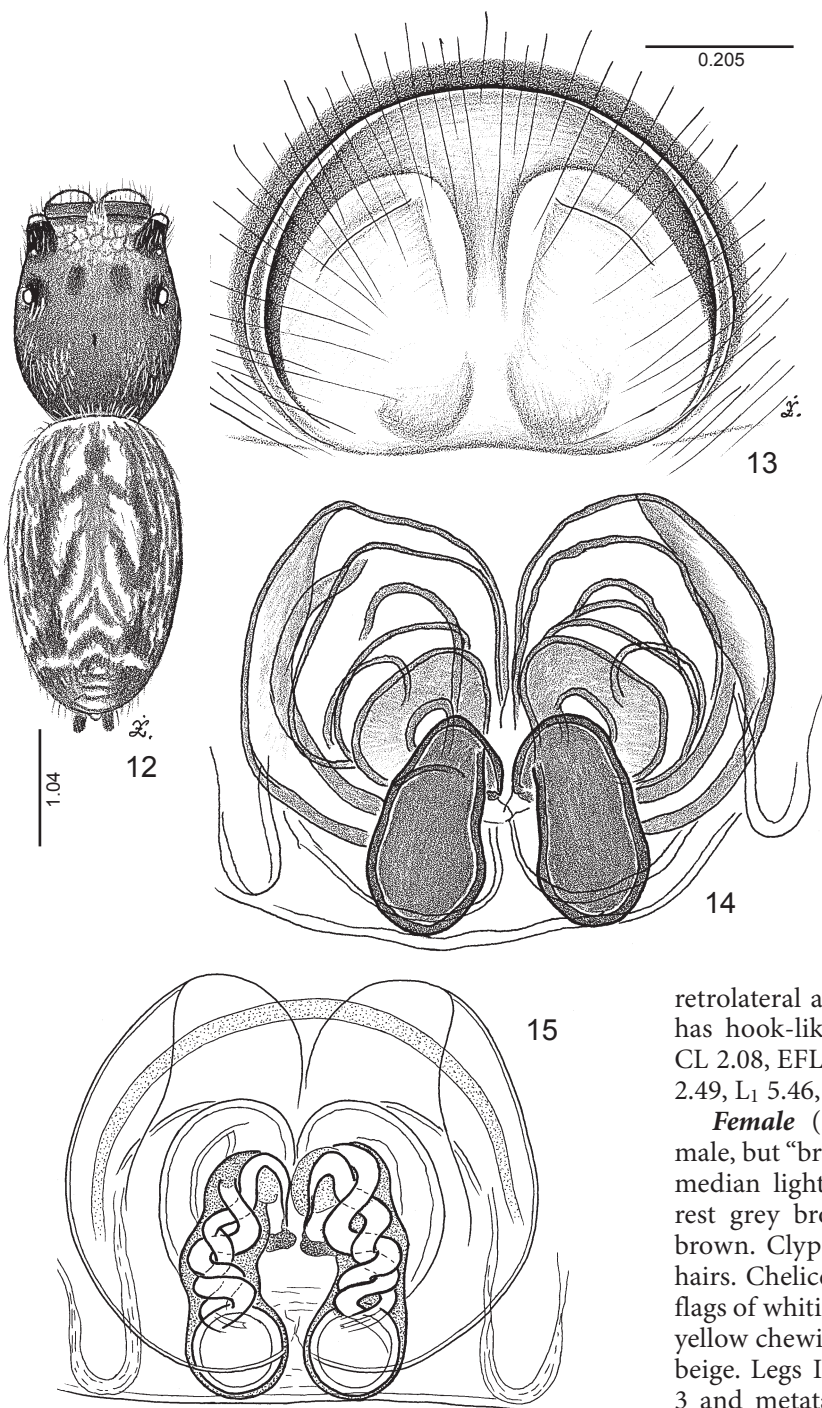 0.205
13
12
1.04
14
15
retrolateral a
has hook-lik
CL 2.08, EFL
2.49, L₁ 5.46,
Female (
male, but “br
median light
rest grey bro
brown. Clyp
hairs. Chelic
flags of whiti
yellow chewi
beige. Legs I
3 and metat